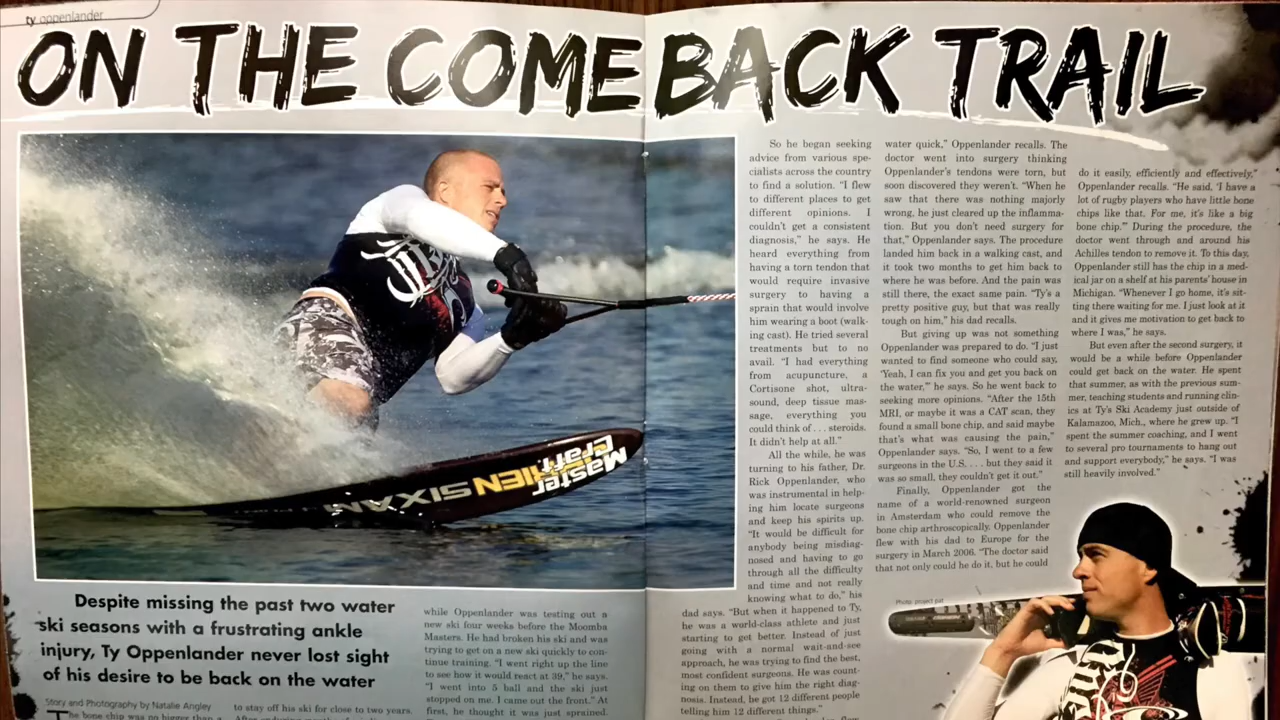 ty oppenlander
ON THE COMEBACK TRAIL
Despite missing the past two water
ski seasons with a frustrating ankle
injury, Ty Oppenlander never lost sight
of his desire to be back on the water
Story and Photography by Natalie Angley
The bone chip was no bigger than a
to stay off his ski for close to two years.
while Oppenlander was testing out a
new ski four weeks before the Moomba
Masters. He had broken his ski and was
trying to get on a new ski quickly to con-
tinue training. "I went right up the line
to see how it would react at 39," he says.
"I went into 5 ball and the ski just
stopped on me. I came out the front." At
first, he thought it was just sprained.
So he began seeking
advice from various spe-
cialists across the country
to find a solution. "I flew
to different places to get
different opinions. I
couldn't get a consistent
diagnosis," he says. He
heard everything from
having a torn tendon that
would require invasive
surgery to having a
sprain that would involve
him wearing a boot (walk-
ing cast). He tried several
treatments but to no
avail. "I had everything
from acupuncture, a
Cortisone shot, ultra-
sound, deep tissue mas-
sage, everything you
could think of . . . steroids.
It didn't help at all."
All the while, he was
turning to his father, Dr.
Rick Oppenlander, who
was instrumental in help-
ing him locate surgeons
and keep his spirits up.
"It would be difficult for
anybody being misdiag-
nosed and having to go
through all the difficulty
and time and not really
knowing what to do," his
dad says. "But when it happened to Ty,
he was a world-class athlete and just
starting to get better. Instead of just
going with a normal wait-and-see
approach, he was trying to find the best,
most confident surgeons. He was count-
ing on them to give him the right diag-
nosis. Instead, he got 12 different people
telling him 12 different things."
water quick," Oppenlander recalls. The
doctor went into surgery thinking
Oppenlander's tendons were torn, but
soon discovered they weren't. "When he
saw that there was nothing majorly
wrong, he just cleared up the inflamma-
tion. But you don't need surgery for
that," Oppenlander says. The procedure
landed him back in a walking cast, and
it took two months to get him back to
where he was before. And the pain was
still there, the exact same pain. "Ty's a
pretty positive guy, but that was really
tough on him," his dad recalls.
But giving up was not something
Oppenlander was prepared to do. "I just
wanted to find someone who could say,
'Yeah, I can fix you and get you back on
the water,'" he says. So he went back to
seeking more opinions. "After the 15th
MRI, or maybe it was a CAT scan, they
found a small bone chip, and said maybe
that's what was causing the pain,"
Oppenlander says. "So, I went to a few
surgeons in the U.S. . . . but they said it
was so small, they couldn't get it out."
Finally, Oppenlander got the
name of a world-renowned surgeon
in Amsterdam who could remove the
bone chip arthroscopically. Oppenlander
flew with his dad to Europe for the
surgery in March 2006. "The doctor said
that not only could he do it, but he could
do it easily, efficiently and effectively,"
Oppenlander recalls. "He said, 'I have a
lot of rugby players who have little bone
chips like that. For me, it's like a big
bone chip.'" During the procedure, the
doctor went through and around his
Achilles tendon to remove it. To this day,
Oppenlander still has the chip in a med-
ical jar on a shelf at his parents' house in
Michigan. "Whenever I go home, it's sit-
ting there waiting for me. I just look at it
and it gives me motivation to get back to
where I was," he says.
But even after the second surgery, it
would be a while before Oppenlander
could get back on the water. He spent
that summer, as with the previous sum-
mer, teaching students and running clin-
ics at Ty's Ski Academy just outside of
Kalamazoo, Mich., where he grew up. "I
spent the summer coaching, and I went
to several pro tournaments to hang out
and support everybody," he says. "I was
still heavily involved."
Photo: project pat
Master
Craft
SIXAM